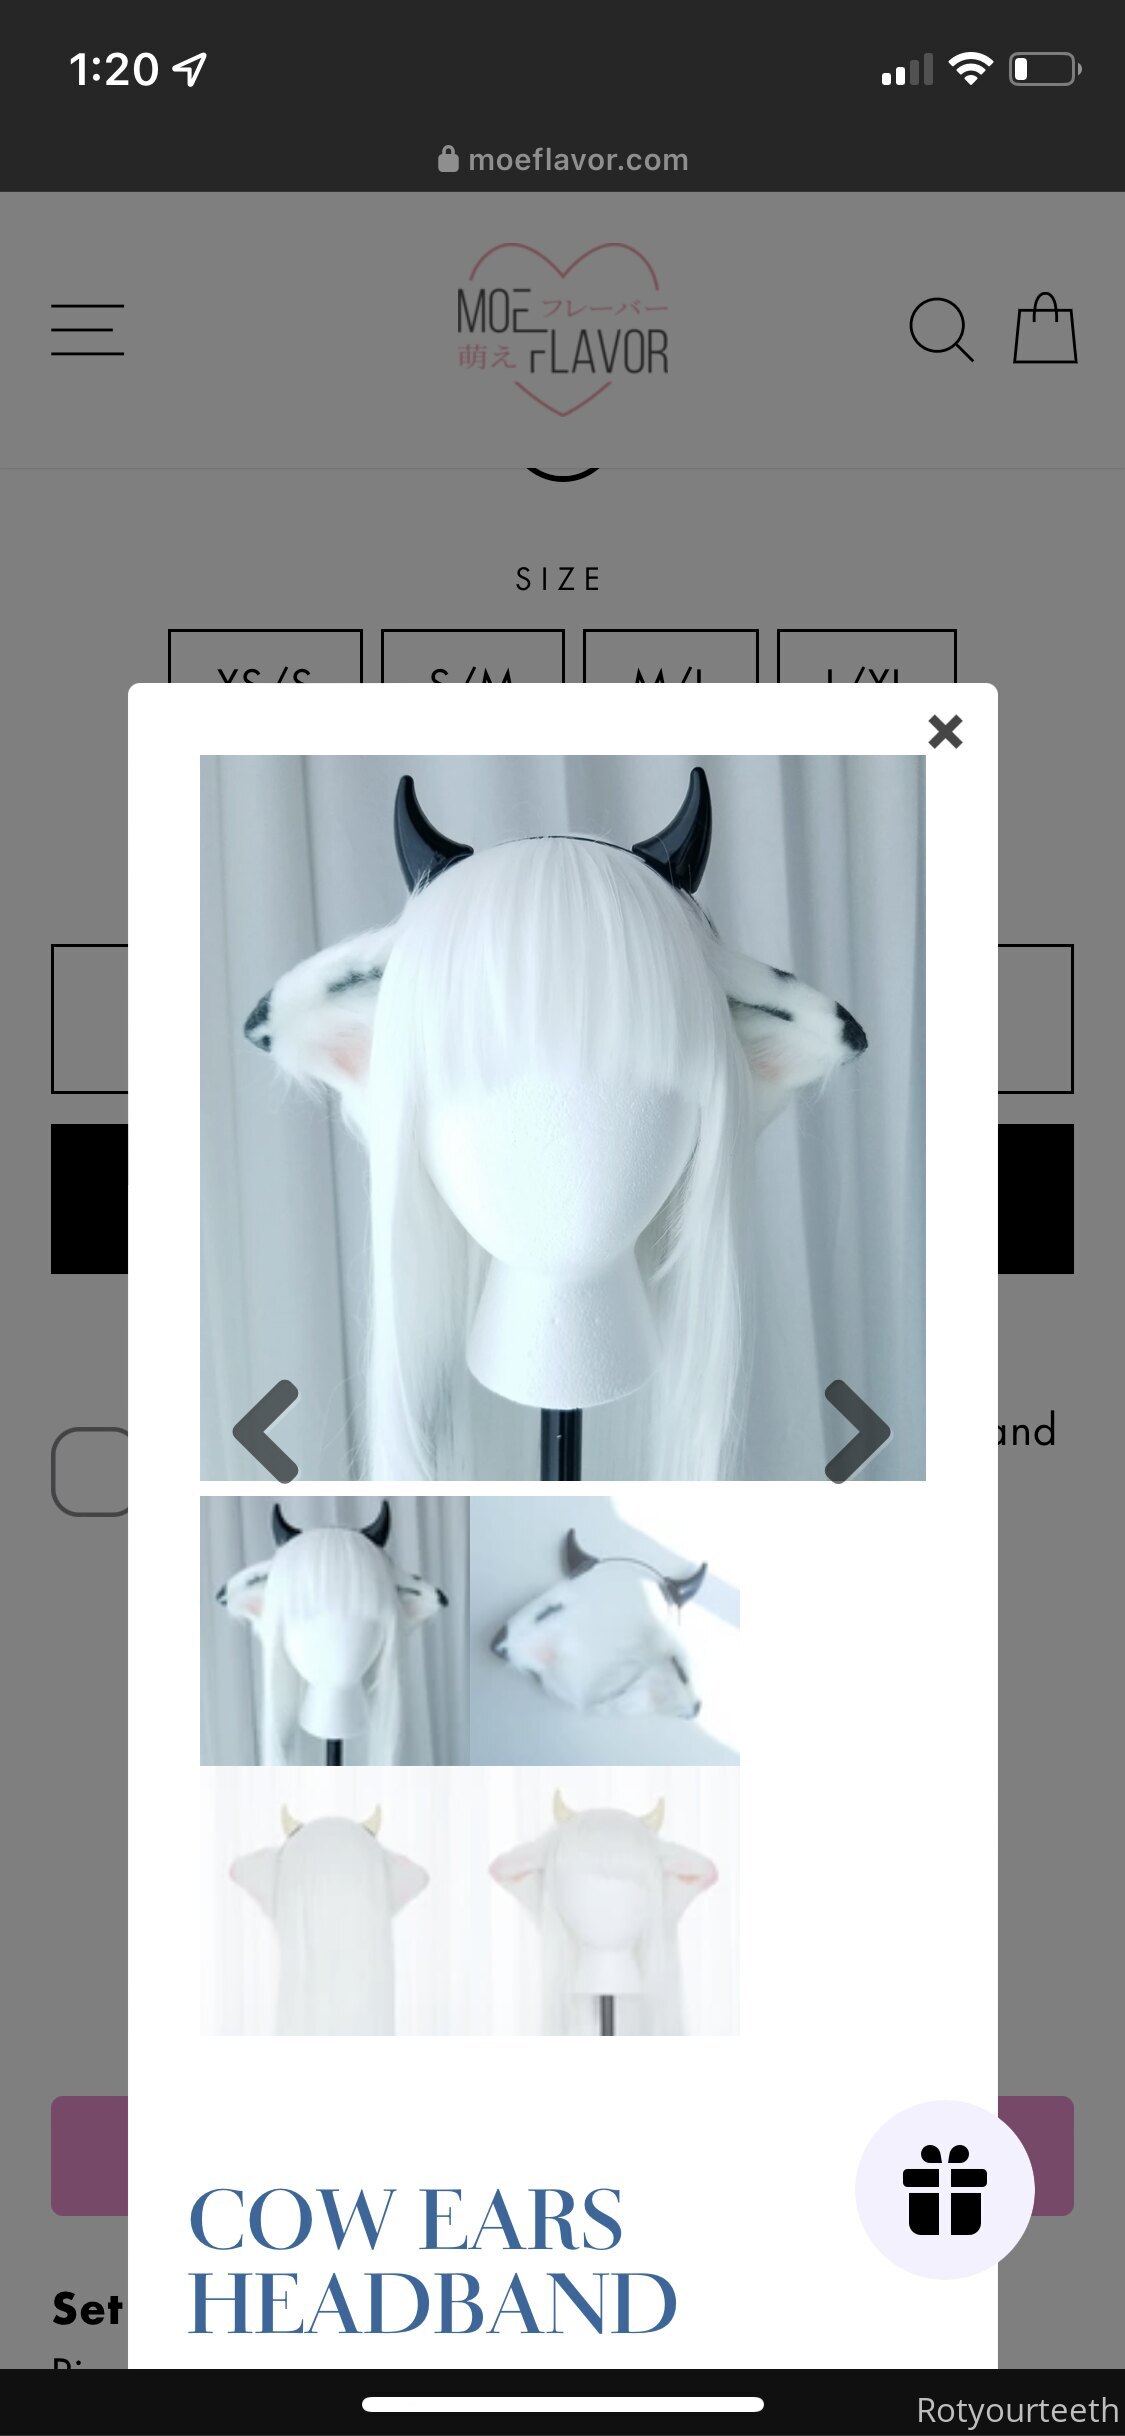 1:20
moeflavor.com
MOE フレーバー
萌え FLAVOR
SIZE
XS/S S/M M/L L/XL
and
COW EARS
HEADBAND
Set
Rotyourteeth